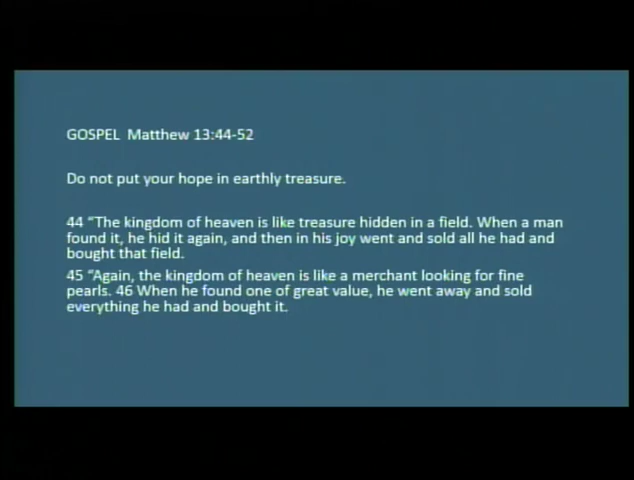 GOSPEL  Matthew 13:44-52
Do not put your hope in earthly treasure.
44 “The kingdom of heaven is like treasure hidden in a field. When a man
found it, he hid it again, and then in his joy went and sold all he had and
bought that field.
45 “Again, the kingdom of heaven is like a merchant looking for fine
pearls. 46 When he found one of great value, he went away and sold
everything he had and bought it.